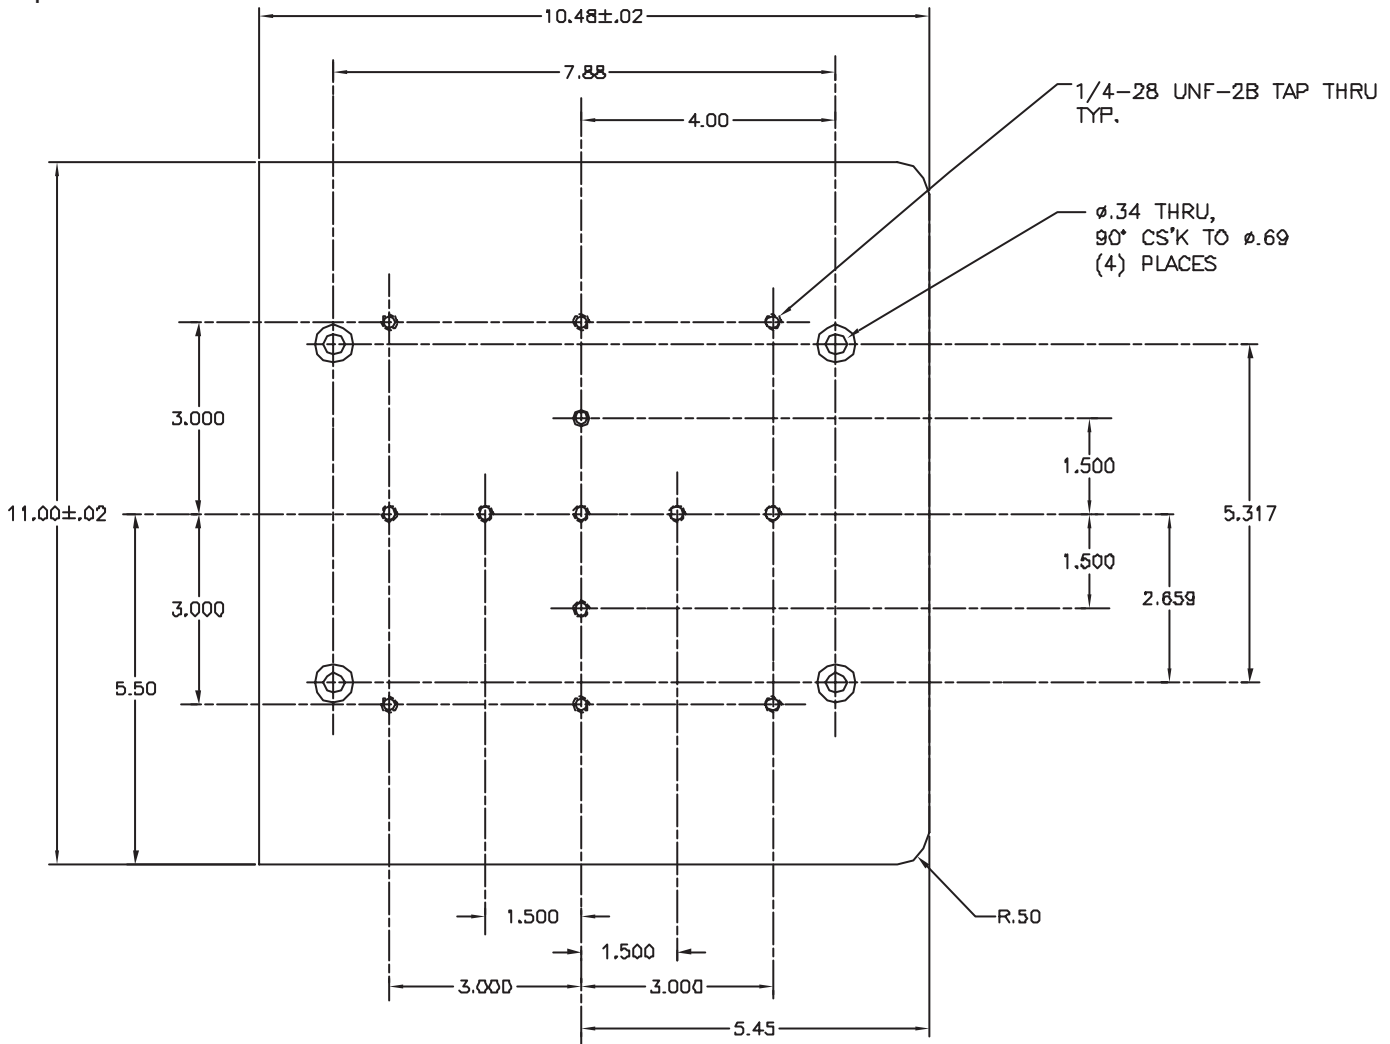 10.48±.02
7.88
4.00
1/4-28 UNF-2B TAP THRU
TYP.
ø.34 THRU,
90° CS'K TO ø.69
(4) PLACES
3.000
1.500
11.00±.02
5.317
1.500
2.659
3.000
5.50
1.500
R.50
1.500
3.000
3.000
5.45